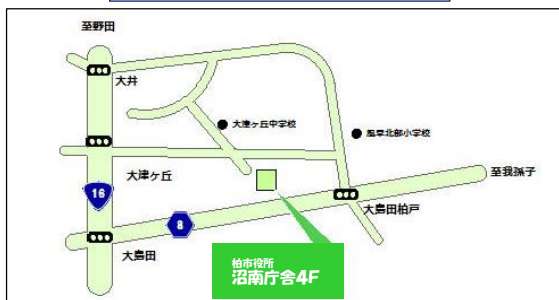 至野田
大井
大津ヶ丘中学校
風早北部小学校
大津ヶ丘
至我孫子
16
大島田柏戸
8
大島田
柏市役所
沼南庁舎4F